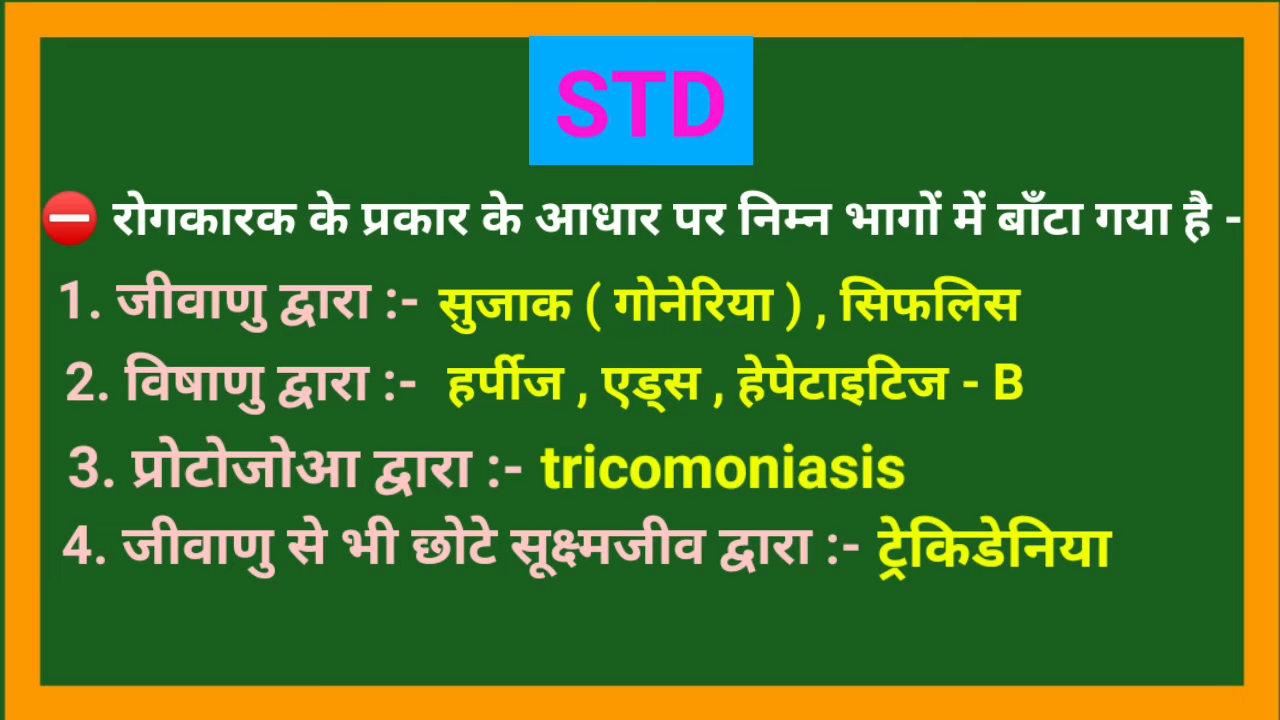 STD
⛔ रोगकारक के प्रकार के आधार पर निम्न भागों में बाँटा गया है -
1. जीवाणु द्वारा :- सुजाक ( गोनेरिया ) , सिफलिस
2. विषाणु द्वारा :- हर्पीज , एड्स , हेपेटाइटिज - B
3. प्रोटोजोआ द्वारा :- tricomoniasis
4. जीवाणु से भी छोटे सूक्ष्मजीव द्वारा :- ट्रेकिडेनिया